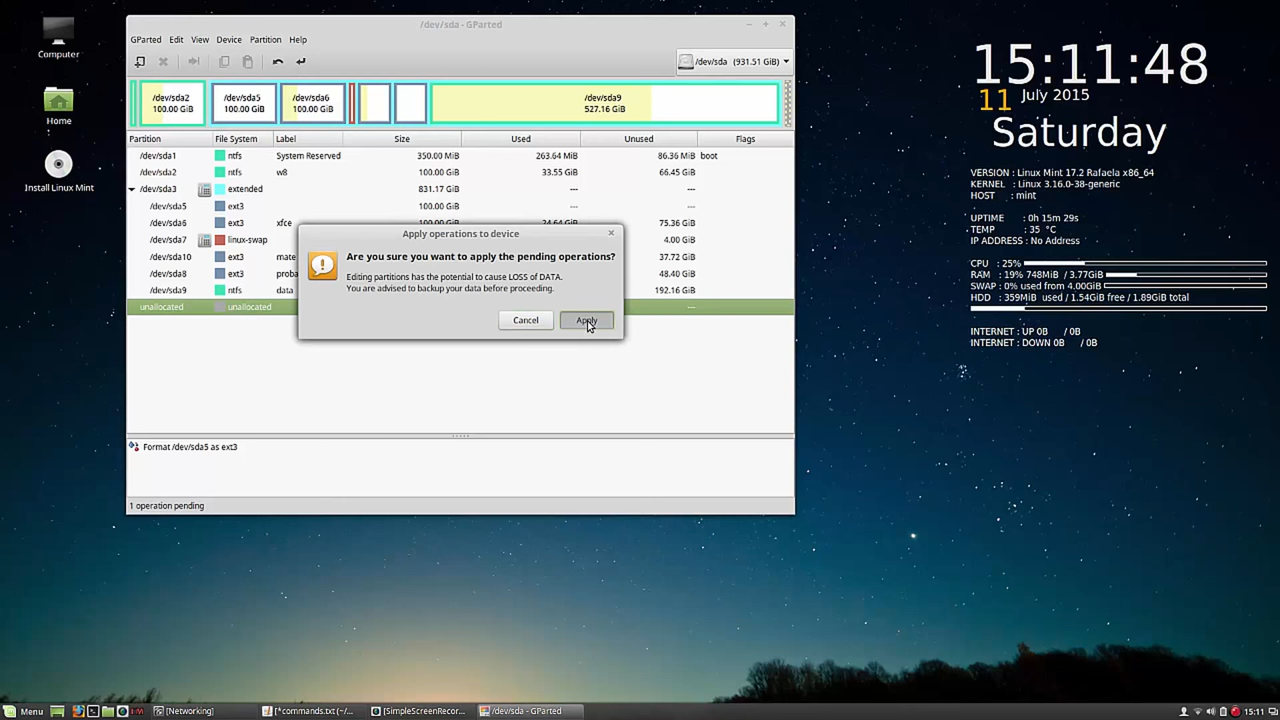 /dev/sda - GParted
GParted Edit View Device Partition Help
/dev/sda (931.51 GiB)
/dev/sda2
100.00 GiB
/dev/sda5
100.00 GiB
/dev/sda6
100.00 GiB
/dev/sda9
527.16 GiB
Partition File System Label Size Used Unused Flags
/dev/sda1 ntfs System Reserved 350.00 MiB 263.64 MiB 86.36 MiB boot
/dev/sda2 ntfs w8 100.00 GiB 33.55 GiB 66.45 GiB
/dev/sda3 extended 831.17 GiB --- ---
/dev/sda5 ext3 100.00 GiB --- ---
/dev/sda6 ext3 xfce 100.00 GiB 24.64 GiB 75.36 GiB
/dev/sda7 linux-swap 4.00 GiB
/dev/sda10 ext3 mate 37.72 GiB
/dev/sda8 ext3 proba 48.40 GiB
/dev/sda9 ntfs data 192.16 GiB
unallocated unallocated ---
Apply operations to device
Are you sure you want to apply the pending operations?
Editing partitions has the potential to cause LOSS of DATA.
You are advised to backup your data before proceeding.
Cancel Apply
Format /dev/sda5 as ext3
1 operation pending
Computer
Home
Install Linux Mint
15:11:48
11 July 2015
Saturday
VERSION : Linux Mint 17.2 Rafaela x86_64
KERNEL : Linux 3.16.0-38-generic
HOST : mint
UPTIME : 0h 15m 29s
TEMP : 35 °C
IP ADDRESS : No Address
CPU : 25%
RAM : 19% 748MiB / 3.77GiB
SWAP : 0% used from 4.00GiB
HDD : 359MiB used / 1.54GiB free / 1.89GiB total
INTERNET : UP 0B / 0B
INTERNET : DOWN 0B / 0B
Menu [Networking] [*commands.txt (~/... [SimpleScreenRec... /dev/sda - GParted 15:11